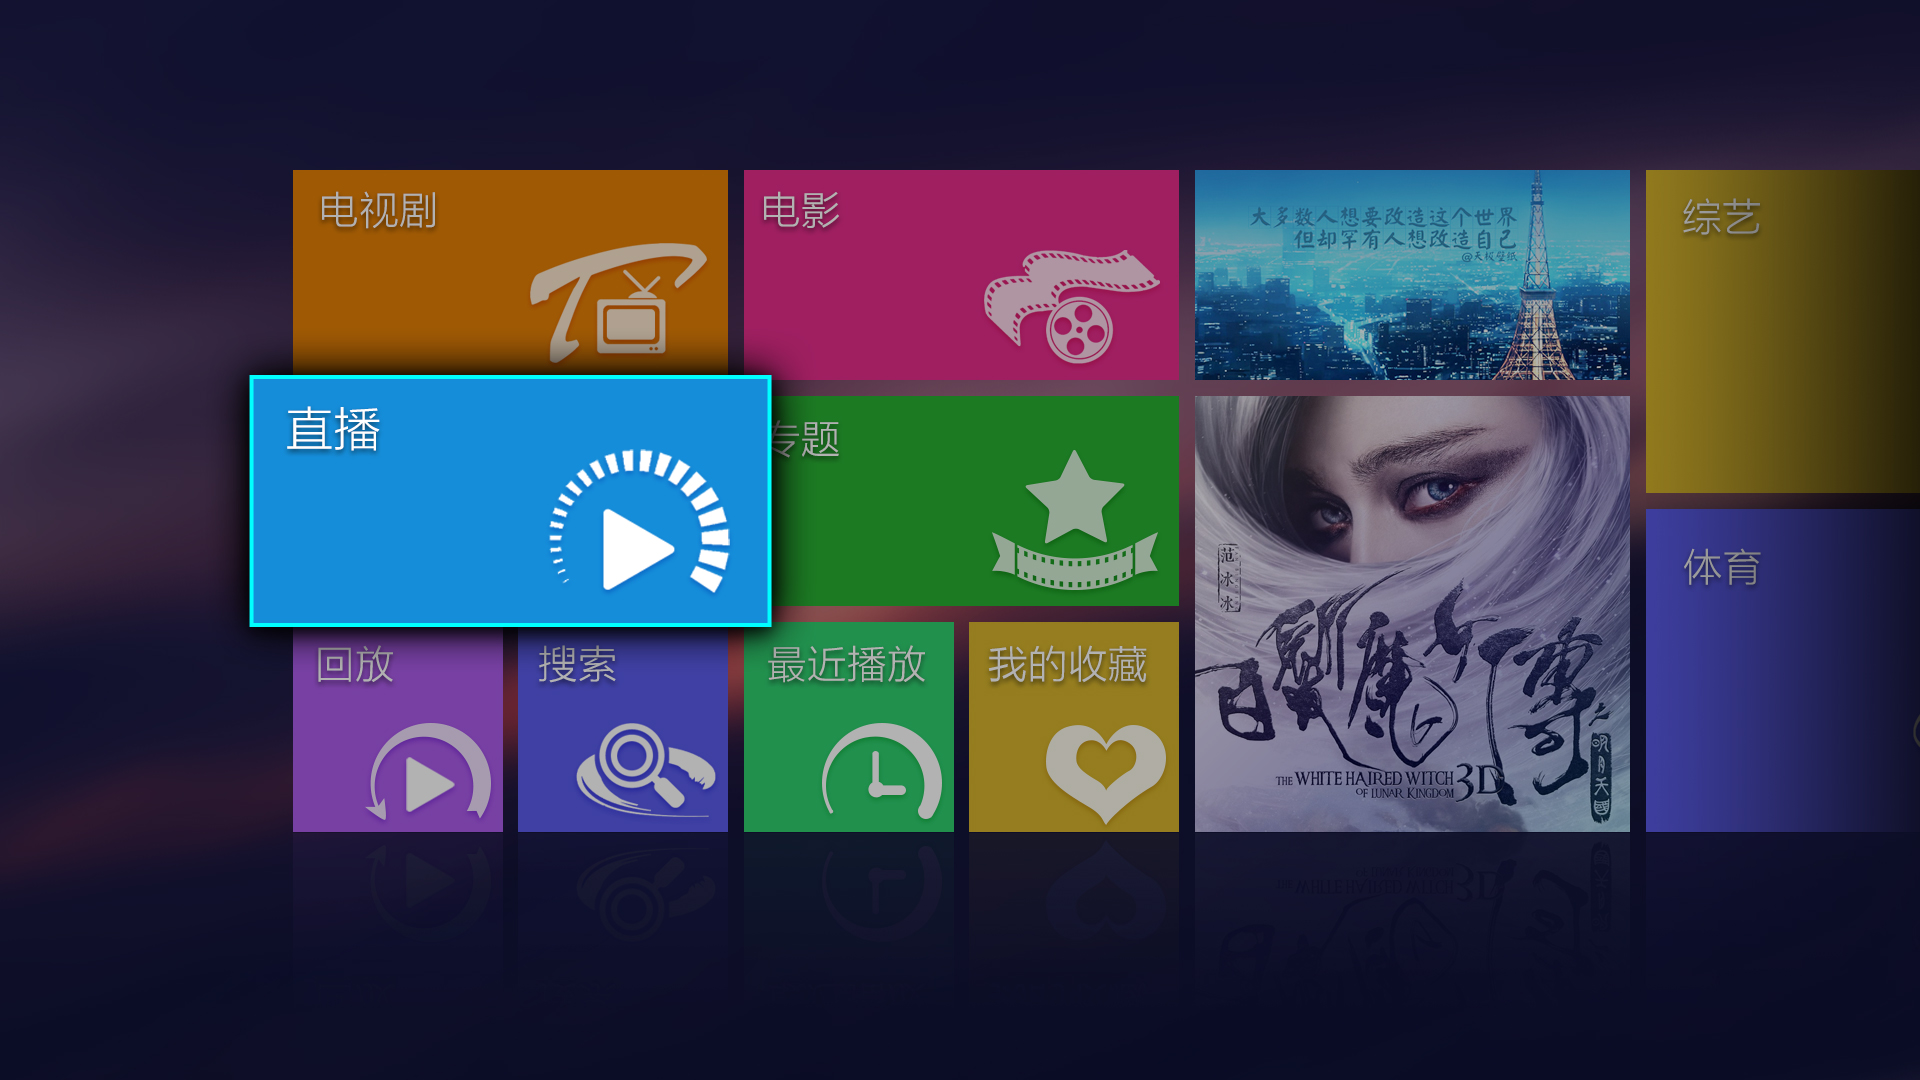 电视剧
电影
大多数人想要改造这个世界
但却罕有人想改造自己
@天极壁纸
综艺
直播
专题
体育
范冰冰
白髮魔女傳之
明月天國
THE WHITE HAIRED WITCH
OF LUNAR KINGDOM 3D
回放
搜索
最近播放
我的收藏